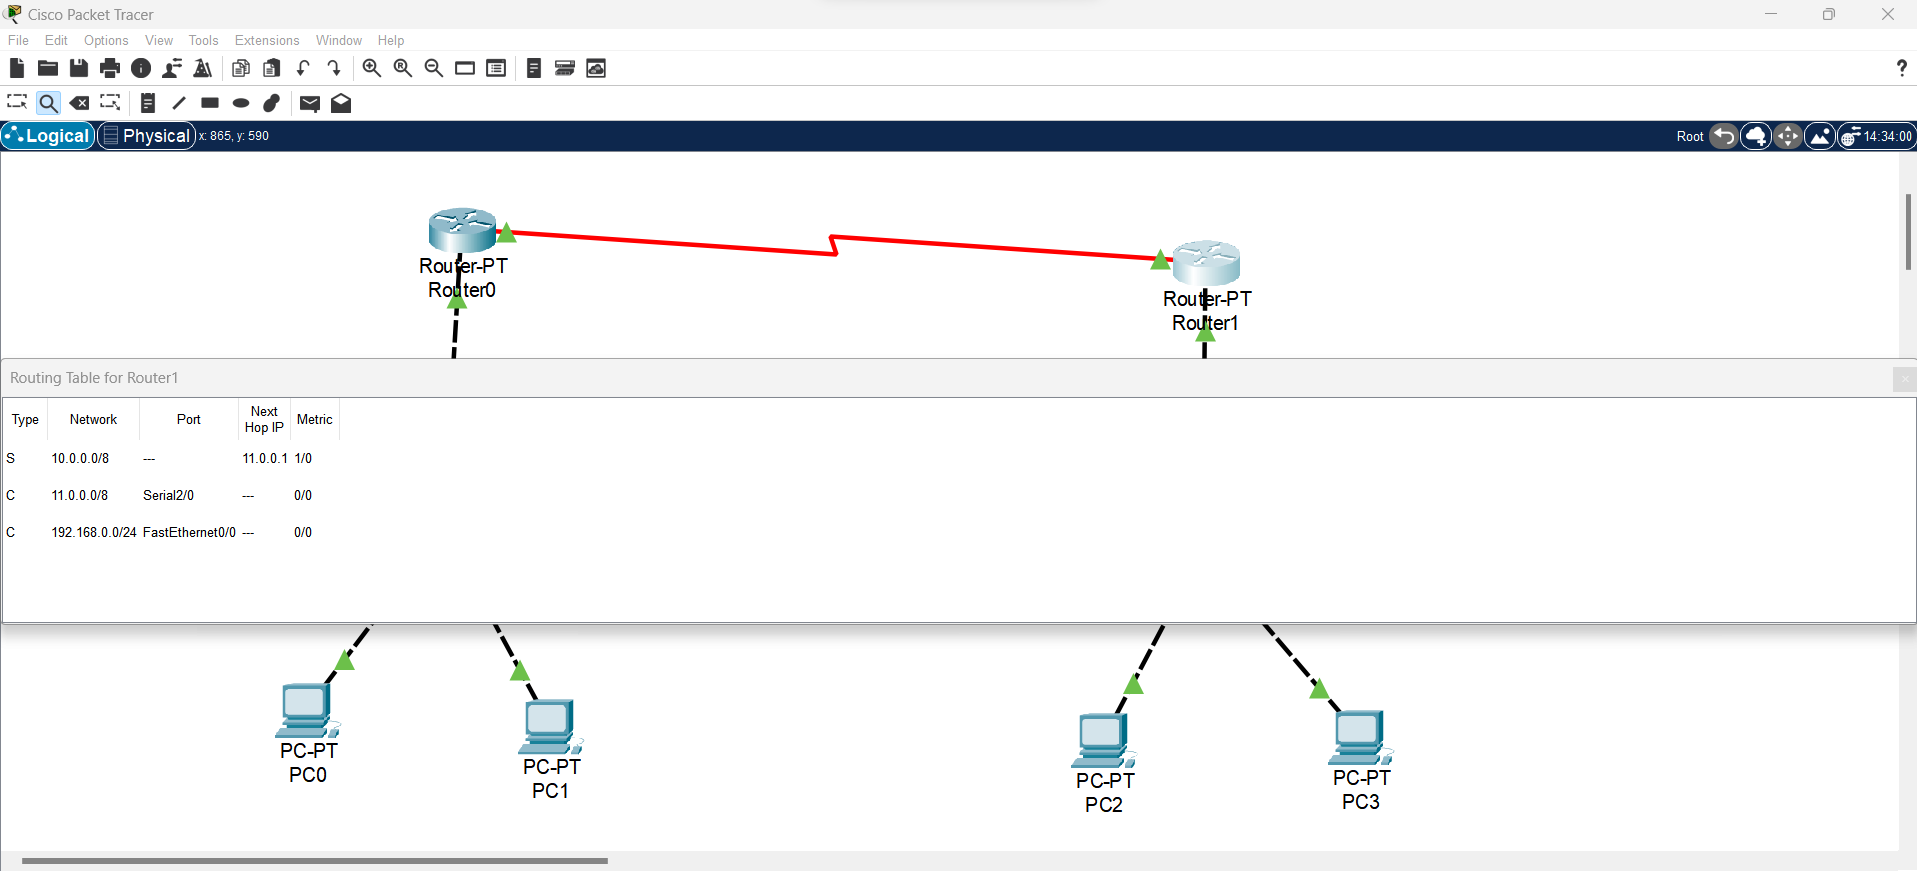 Cisco Packet Tracer
File Edit Options View Tools Extensions Window Help
?
Logical Physical x: 865, y: 590 Root 14:34:00
Router-PT
Router0
Router-PT
Router1
Routing Table for Router1
Type Network Port Next Hop IP Metric
S 10.0.0.0/8 --- 11.0.0.1 1/0
C 11.0.0.0/8 Serial2/0 --- 0/0
C 192.168.0.0/24 FastEthernet0/0 --- 0/0
PC-PT
PC0
PC-PT
PC1
PC-PT
PC2
PC-PT
PC3